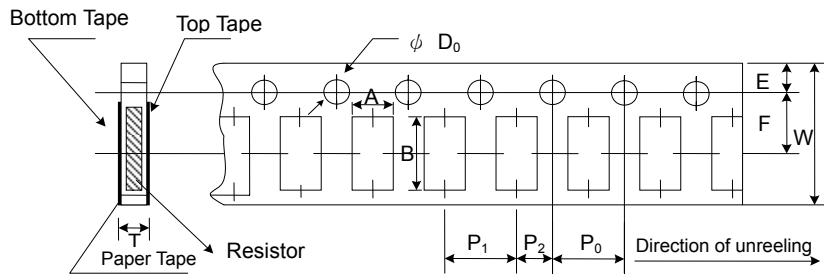 Bottom Tape
Top Tape
ϕ D₀
E
A
F
W
B
T
P₁
P₂
P₀
Direction of unreeling
Resistor
Paper Tape